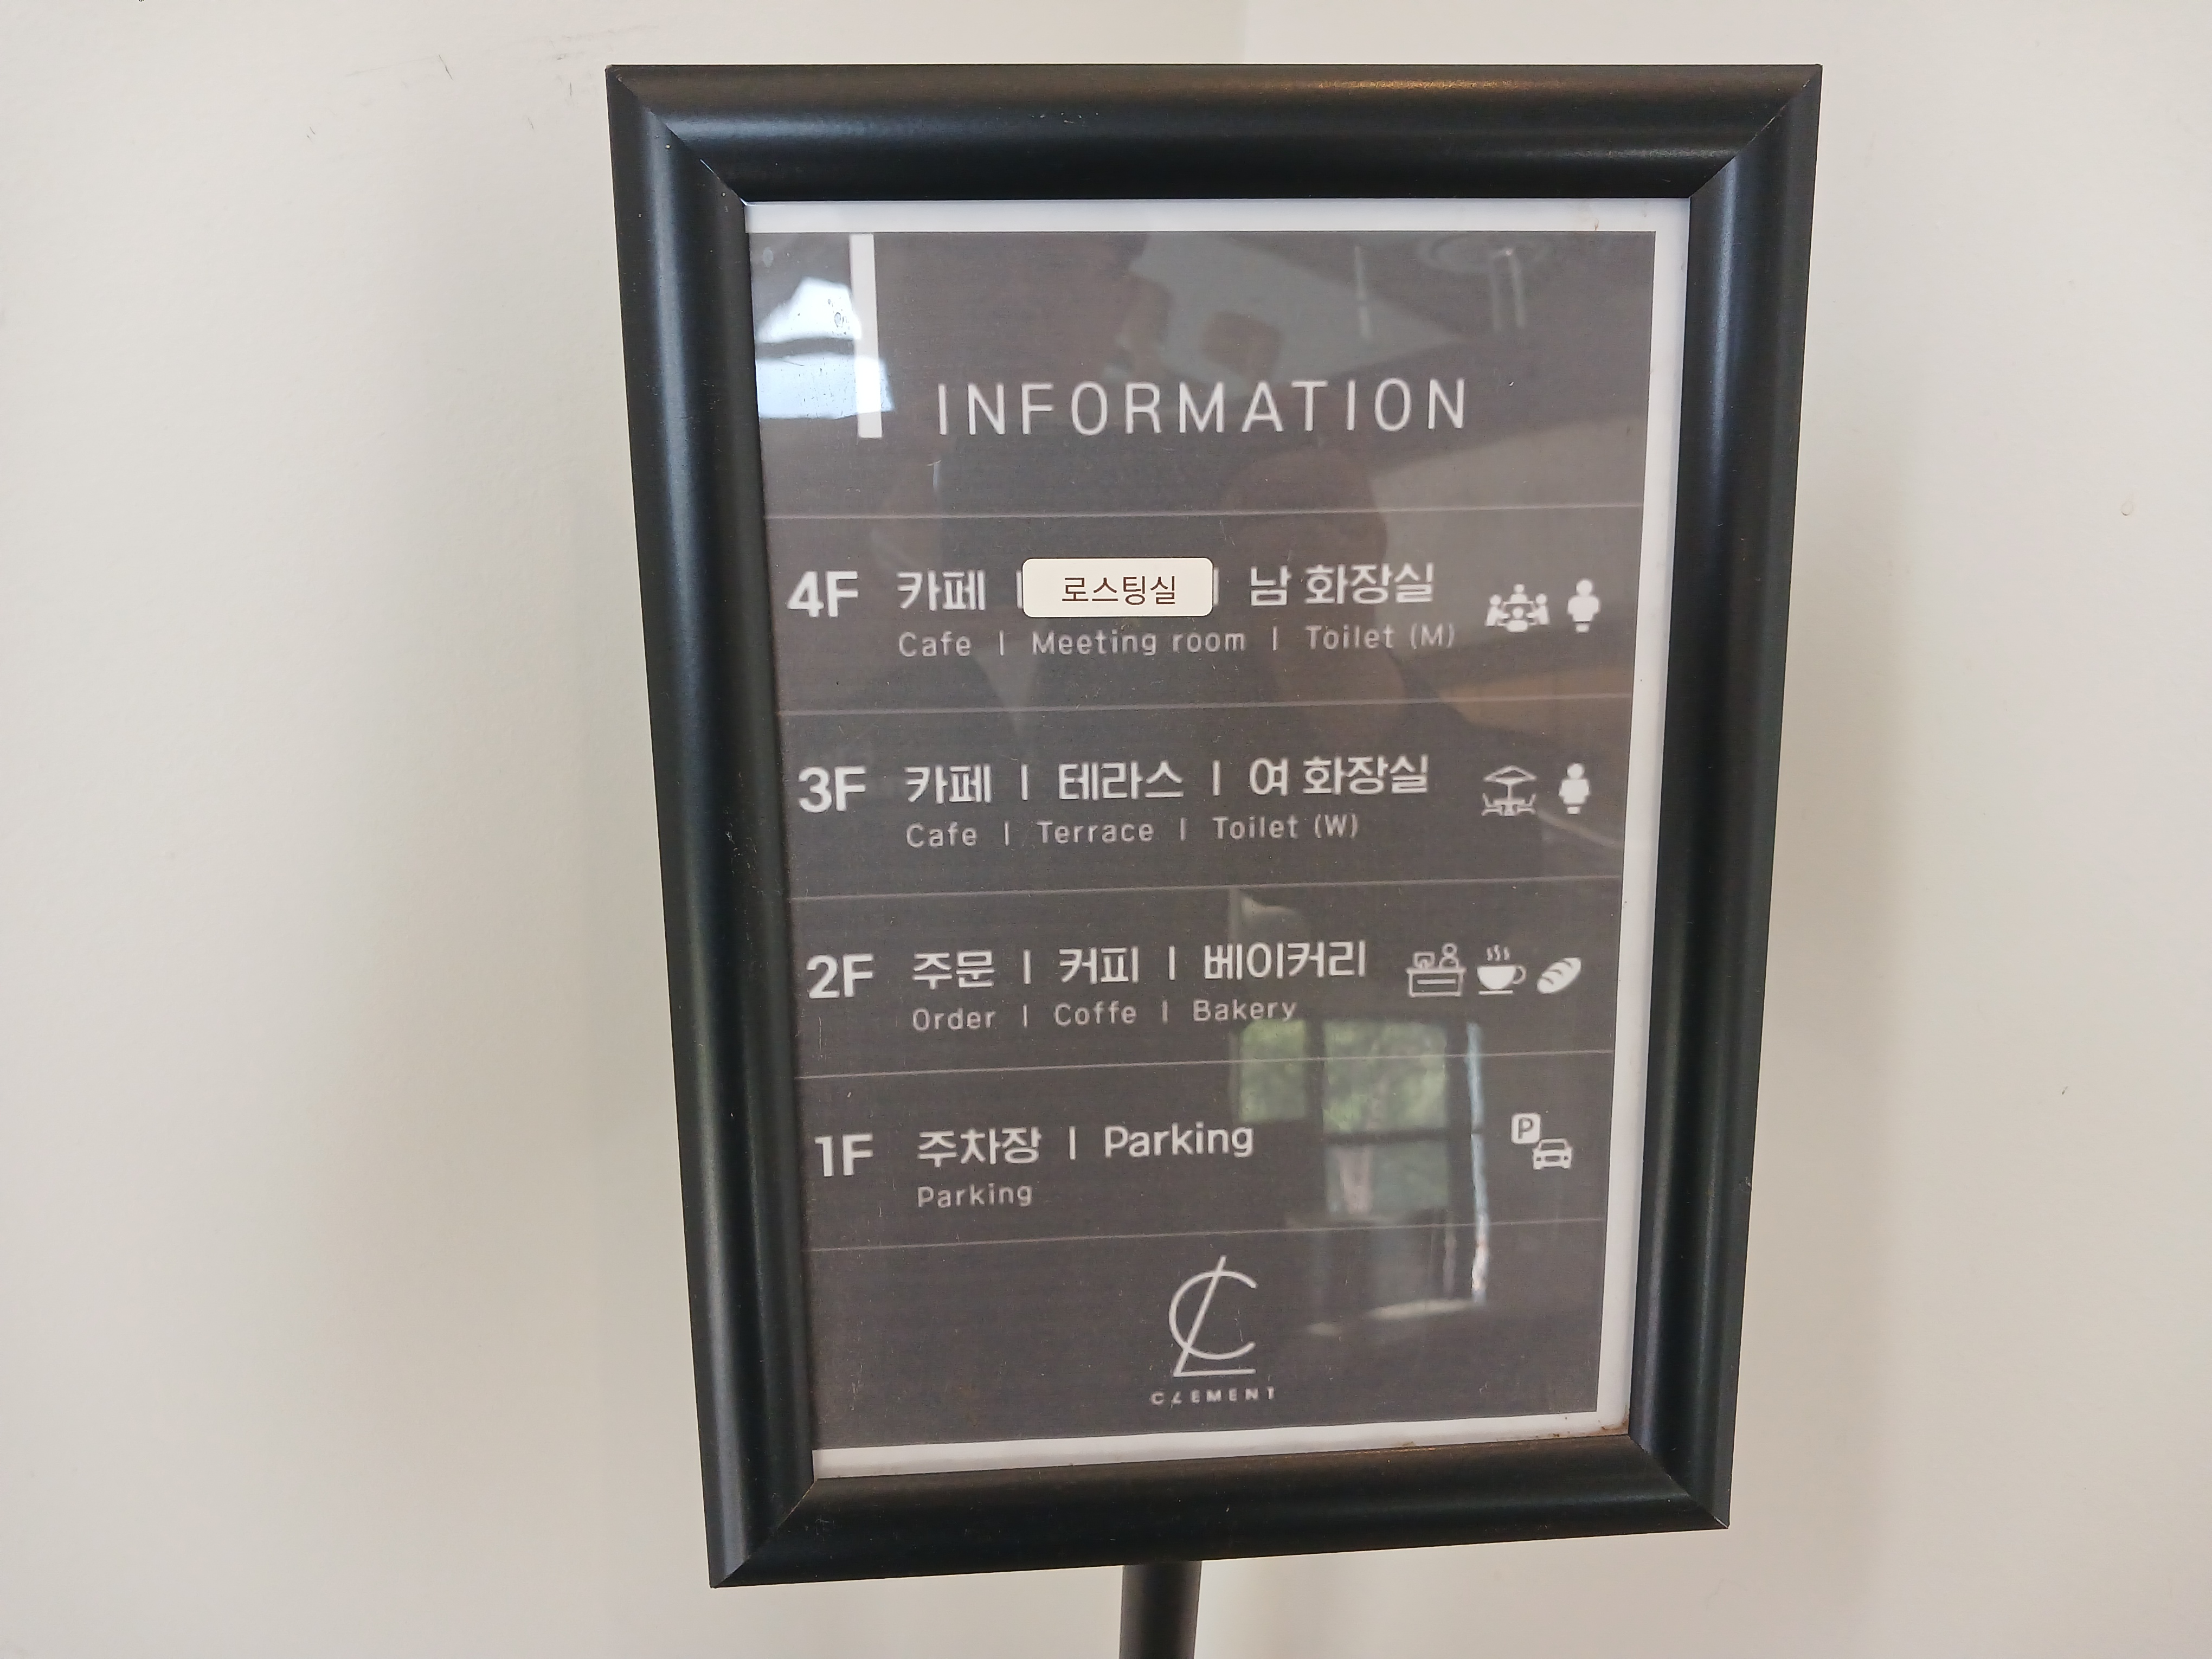 INFORMATION
4F 카페 | 로스팅실 | 남 화장실
Cafe | Meeting room | Toilet (M)
3F 카페 | 테라스 | 여 화장실
Cafe | Terrace | Toilet (W)
2F 주문 | 커피 | 베이커리
Order | Coffe | Bakery
1F 주차장 | Parking
P
Parking
CL
CLEMENT